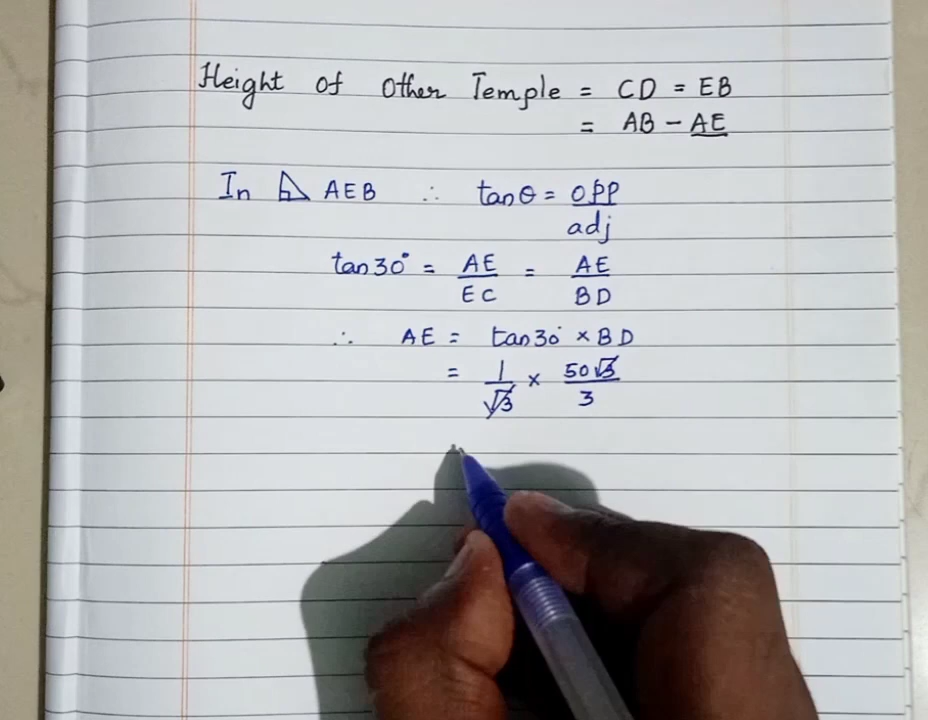 Height of Other Temple = CD = EB
= AB - AE
In ⊿ AEB ∴ tanθ = opp/adj
tan30° = AE/EC = AE/BD
∴ AE = tan30° × BD
= 1/√3 × 50√3/3